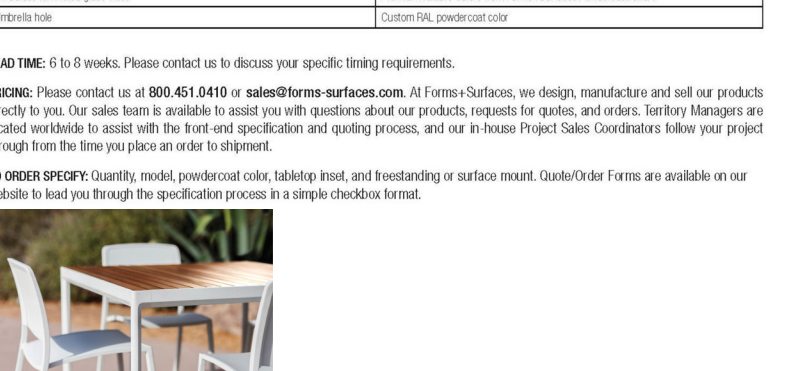 mbrella hole
Custom RAL powdercoat color
AD TIME: 6 to 8 weeks. Please contact us to discuss your specific timing requirements.
RICING: Please contact us at 800.451.0410 or sales@forms-surfaces.com. At Forms+Surfaces, we design, manufacture and sell our products
rectly to you. Our sales team is available to assist you with questions about our products, requests for quotes, and orders. Territory Managers are
cated worldwide to assist with the front-end specification and quoting process, and our in-house Project Sales Coordinators follow your project
rough from the time you place an order to shipment.
O ORDER SPECIFY: Quantity, model, powdercoat color, tabletop inset, and freestanding or surface mount. Quote/Order Forms are available on our
ebsite to lead you through the specification process in a simple checkbox format.